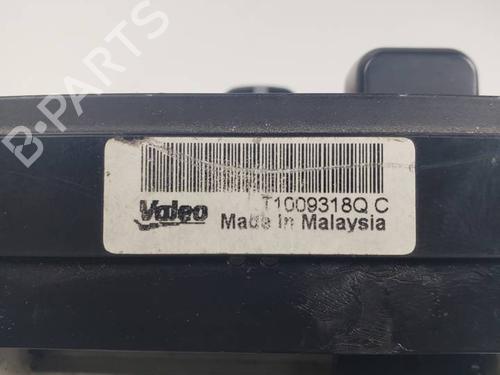 B-PARTS
Valeo
T1009318Q C
Made In Malaysia